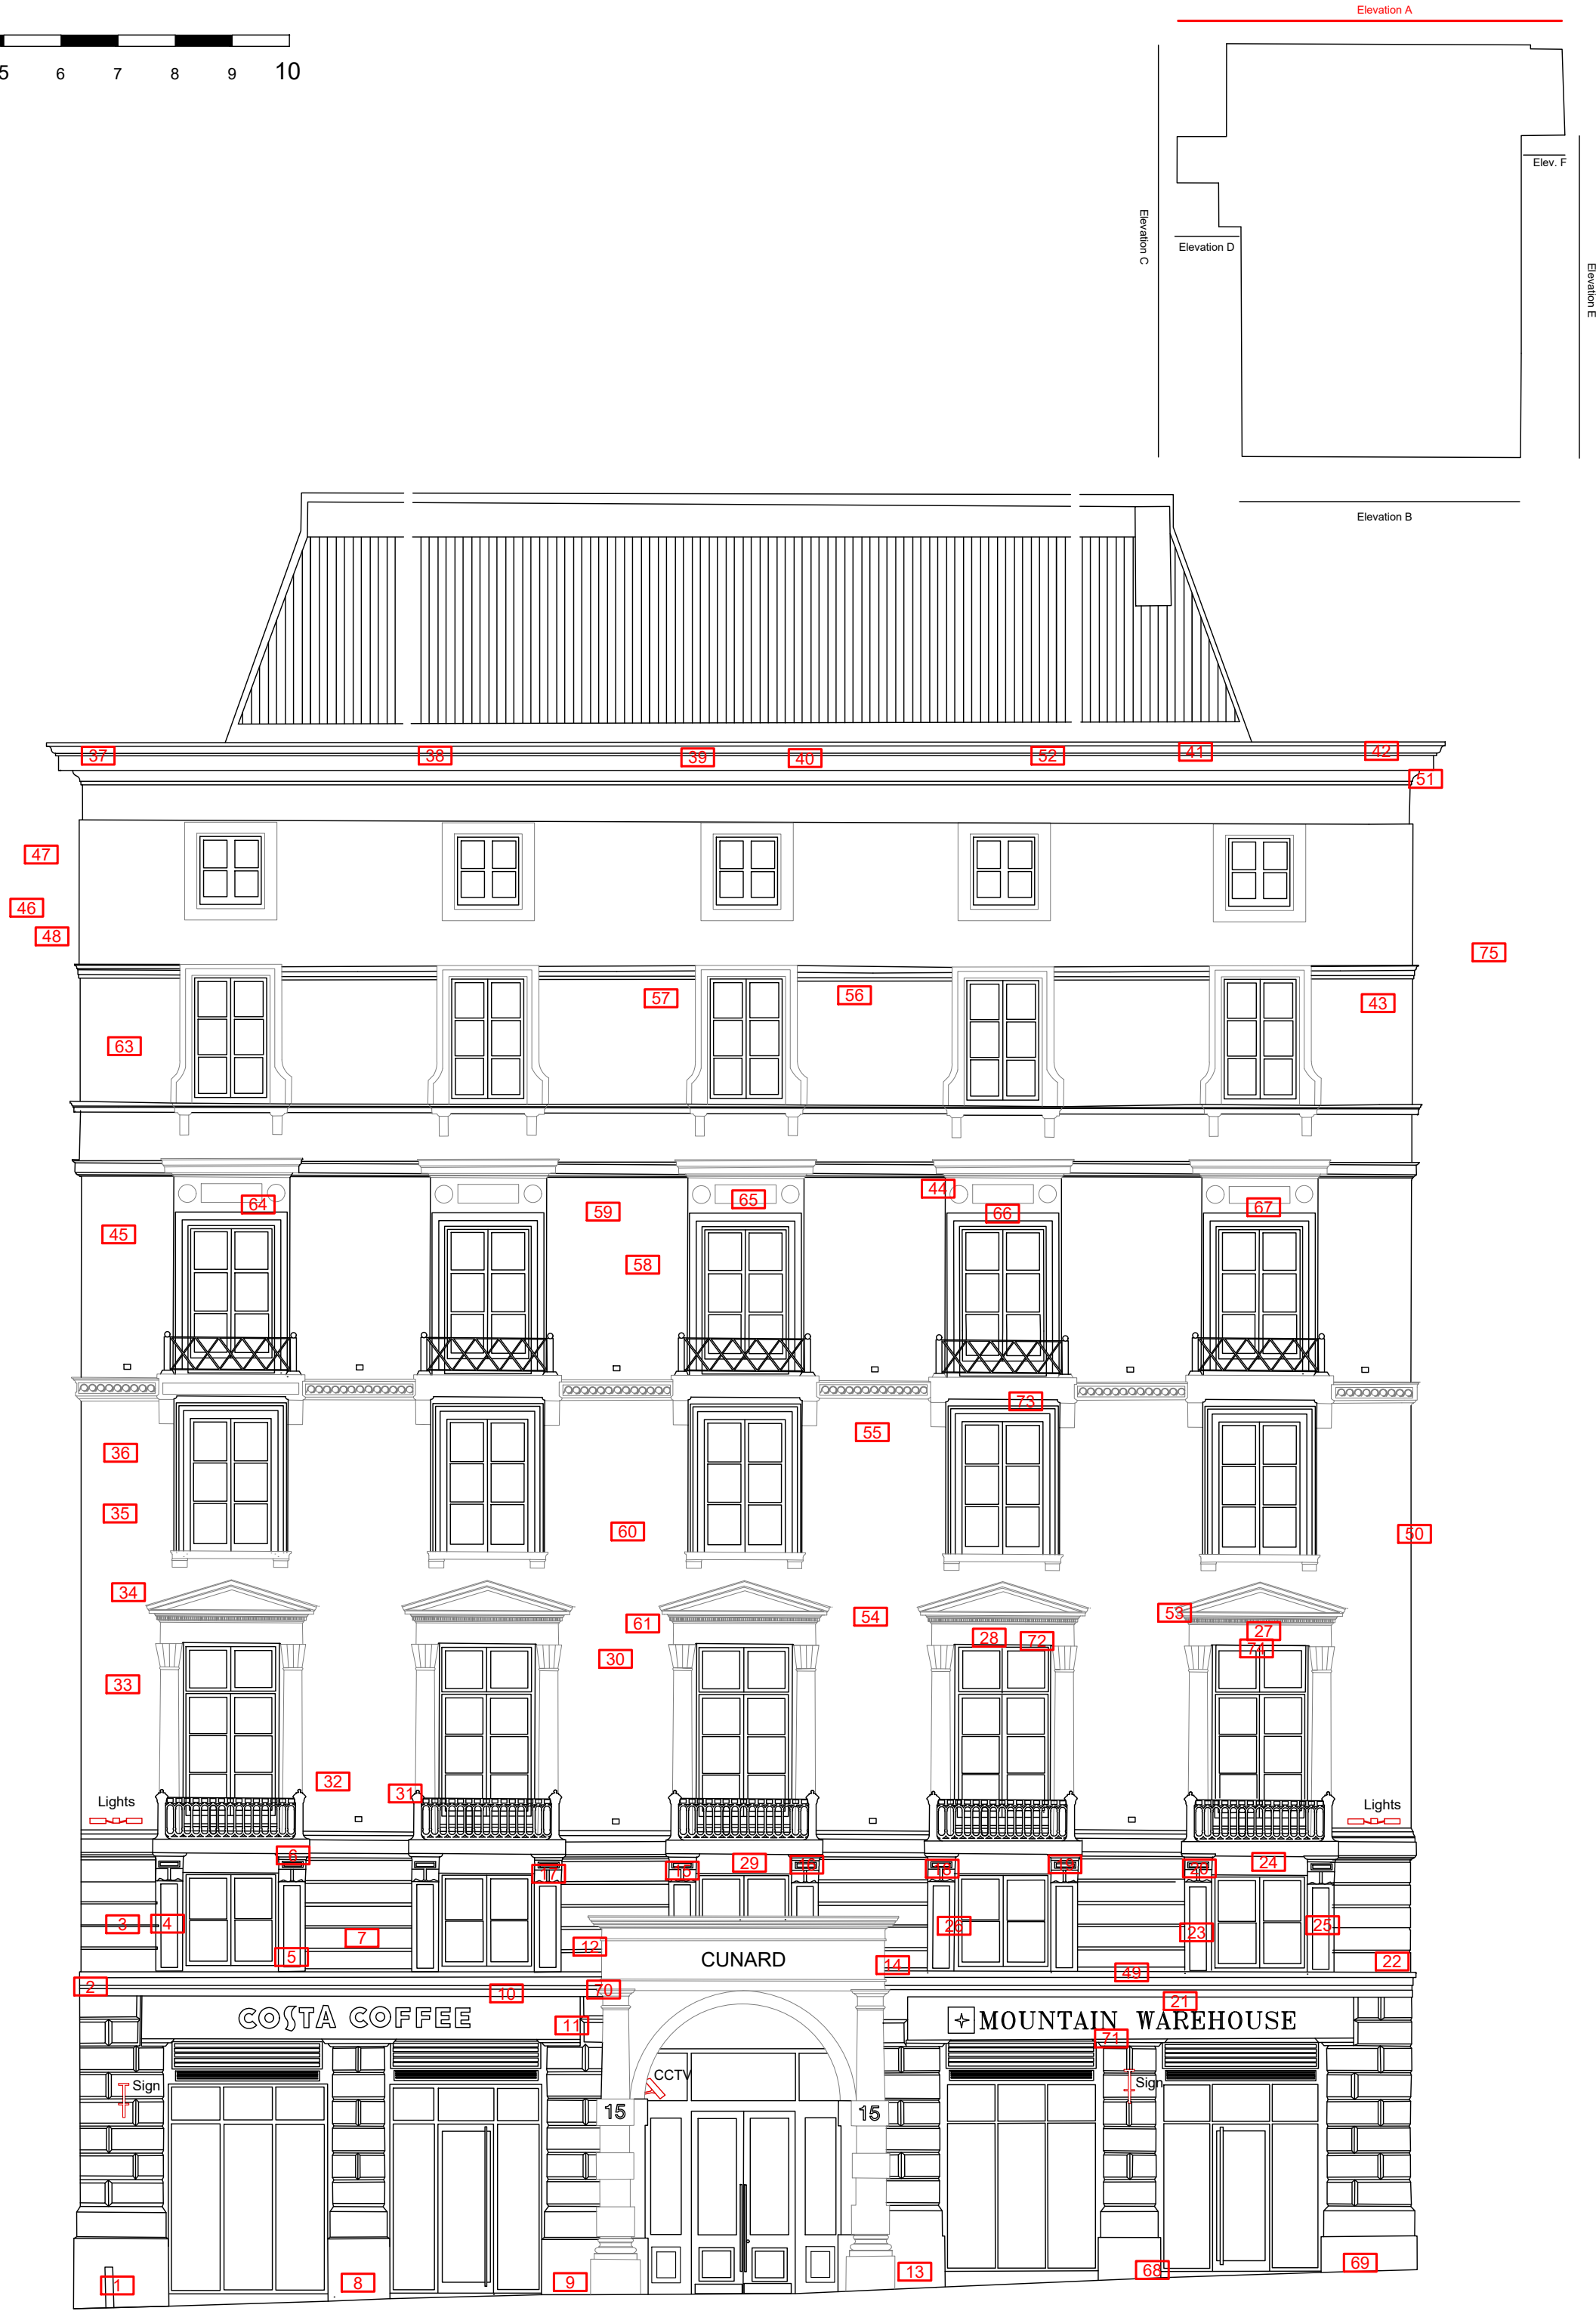 Elevation A
5 6 7 8 9 10
Elev. F
Elevation C
Elevation D
Elevation E
Elevation B
37 38 39 40 52 41 42
51
47
46
48
75
57 56 43
63
44
64 65 66 67
59
45
58
73
55
36
35
60 50
34
61 54 53
27
28 72
30
33
32
31
Lights Lights
6
29 24
17
3 4 26 25
23
7
5 12 CUNARD 14 22
49
2 10 70
21
COSTA COFFEE MOUNTAIN WAREHOUSE
11
71
CCTV
Sign Sign
15 15
1 8 9 13 68 69